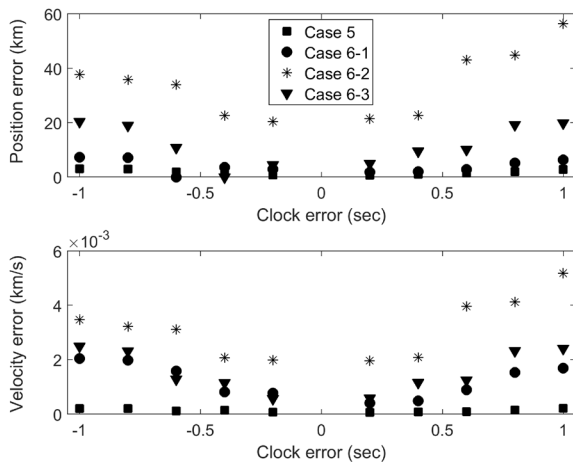 Position error (km)
60
40
20
0
Case 5
Case 6-1
Case 6-2
Case 6-3
-1
-0.5
0
0.5
1
Clock error (sec)
×10⁻³
Velocity error (km/s)
6
4
2
0
-1
-0.5
0
0.5
1
Clock error (sec)